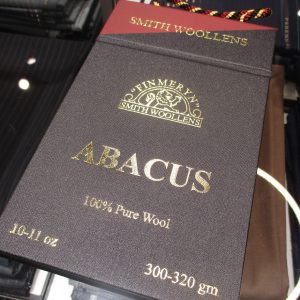 SMITH WOOLLENS
"FINMERYN"
SMITH WOOLLENS
ABACUS
100% Pure Wool
10-11 oz
300-320 gm